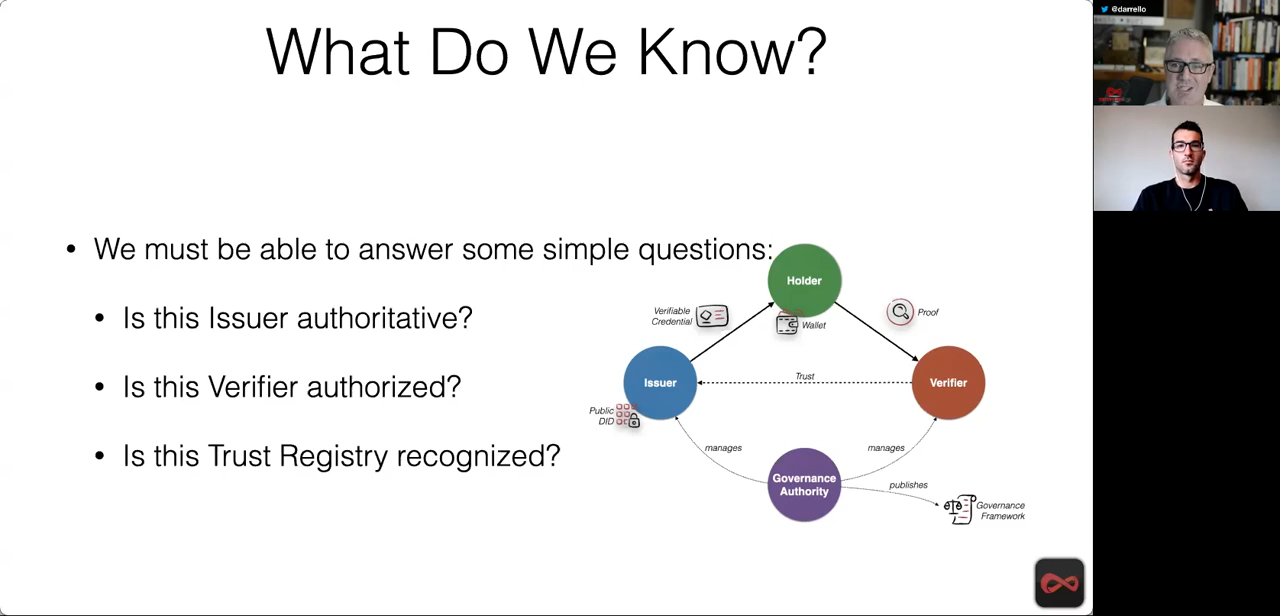 What Do We Know?
@darrello
• We must be able to answer some simple questions:
• Is this Issuer authoritative?
• Is this Verifier authorized?
• Is this Trust Registry recognized?
Holder
Verifiable
Credential
Wallet
Proof
Issuer
Trust
Verifier
Public
DID
manages
manages
Governance
Authority
publishes
Governance
Framework